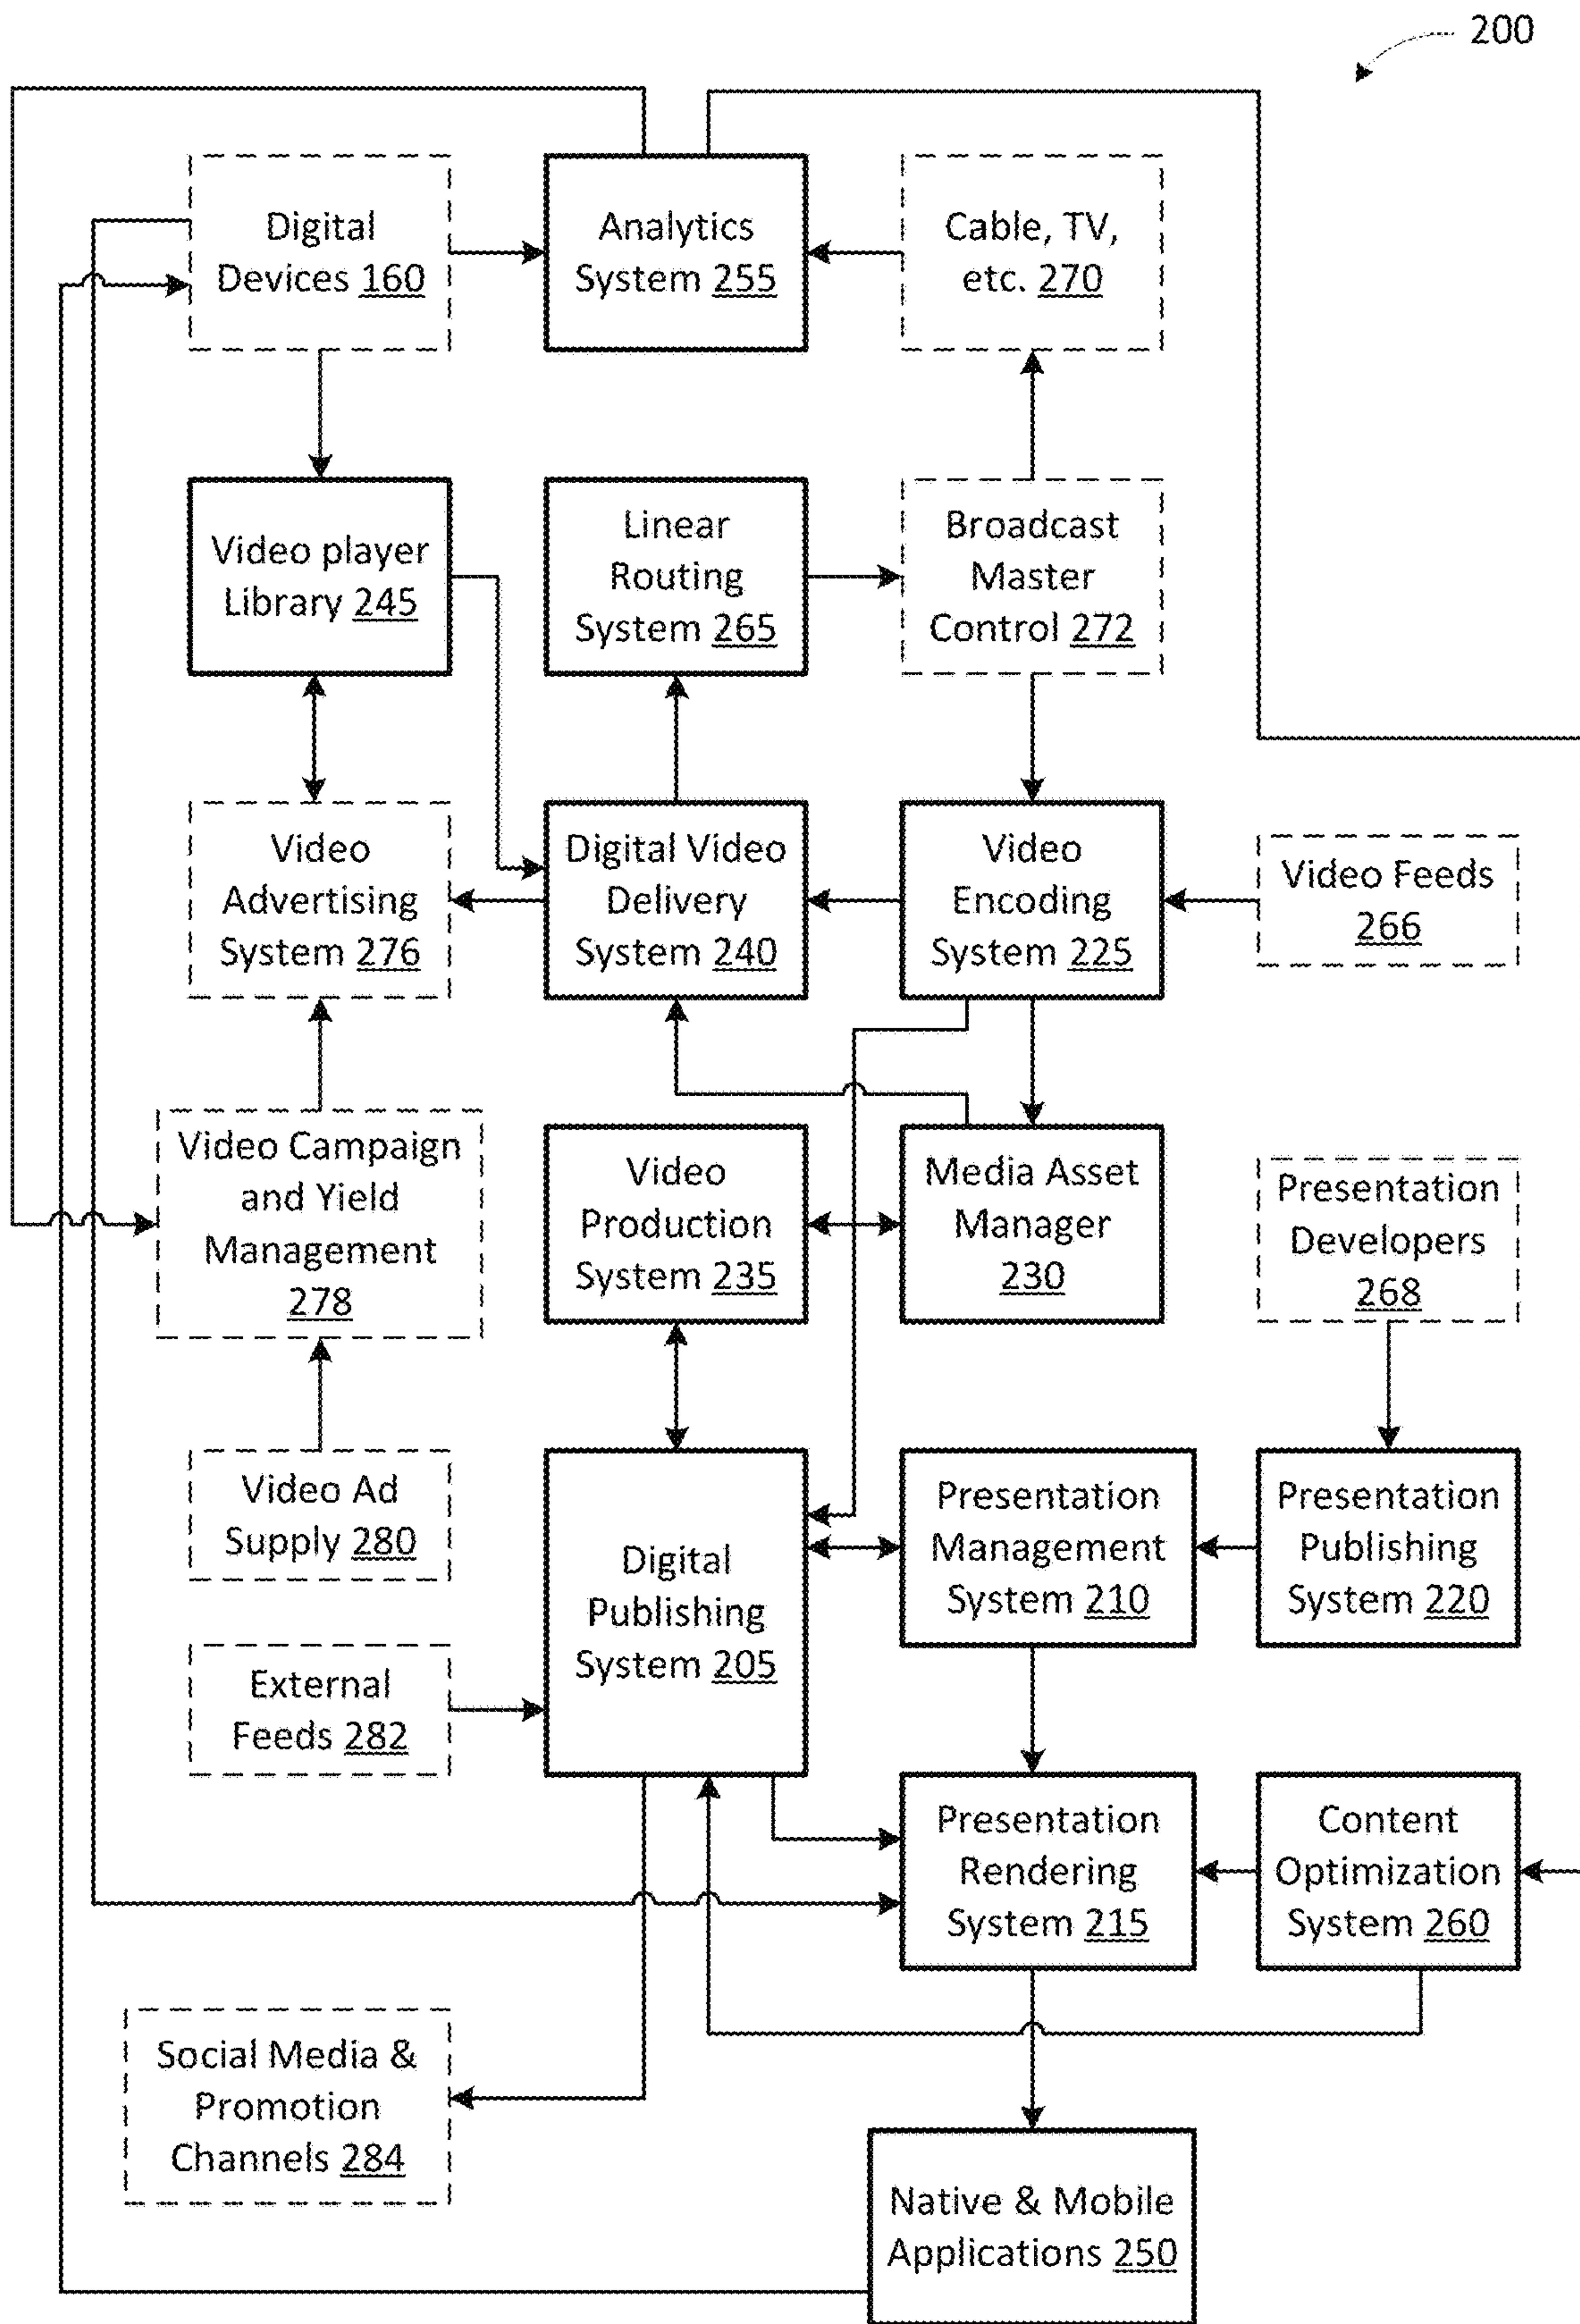 200
Digital
Devices 160
Analytics
System 255
Cable, TV,
etc. 270
Video player
Library 245
Linear
Routing
System 265
Broadcast
Master
Control 272
Video
Advertising
System 276
Digital Video
Delivery
System 240
Video
Encoding
System 225
Video Feeds
266
Video Campaign
and Yield
Management
278
Video
Production
System 235
Media Asset
Manager
230
Presentation
Developers
268
Video Ad
Supply 280
Digital
Publishing
System 205
Presentation
Management
System 210
Presentation
Publishing
System 220
External
Feeds 282
Presentation
Rendering
System 215
Content
Optimization
System 260
Social Media &
Promotion
Channels 284
Native & Mobile
Applications 250